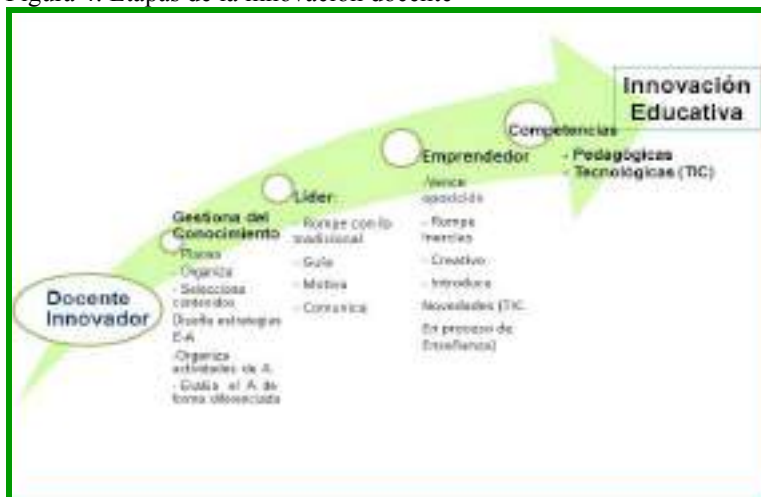 Figura 4. Etapas de la innovación docente
Innovación
Educativa
Competencias
- Pedagógicas
- Tecnológicas (TIC)
Emprendedor
-Vence
oposición
- Rompe
inercias
- Creativo
- Introduce
Novedades (TIC
En proceso de
Enseñanza)
Líder
- Rompe con lo
tradicional
- Guía
- Motiva
- Comunica
Gestiona del
Conocimiento
- Planea
- Organiza
- Selecciona
contenidos
Diseña estrategias
E-A
-Organiza
actividades de A.
- Evalúa el A de
forma diferenciada
Docente
Innovador